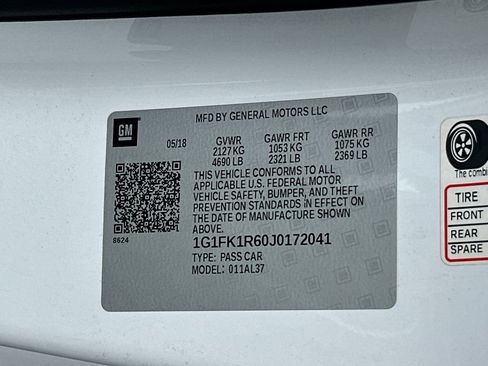 GM
MFD BY GENERAL MOTORS LLC
05/18 GVWR GAWR FRT GAWR RR
2127 KG 1053 KG 1075 KG
4690 LB 2321 LB 2369 LB
THIS VEHICLE CONFORMS TO ALL
APPLICABLE U.S. FEDERAL MOTOR
VEHICLE SAFETY, BUMPER, AND THEFT
PREVENTION STANDARDS IN EFFECT ON
THE DATE OF MANUFACTURE SHOWN
ABOVE.
8624
1G1FK1R60J0172041
TYPE: PASS CAR
MODEL: 011AL37
The combi
TIRE
FRONT
REAR
SPARE